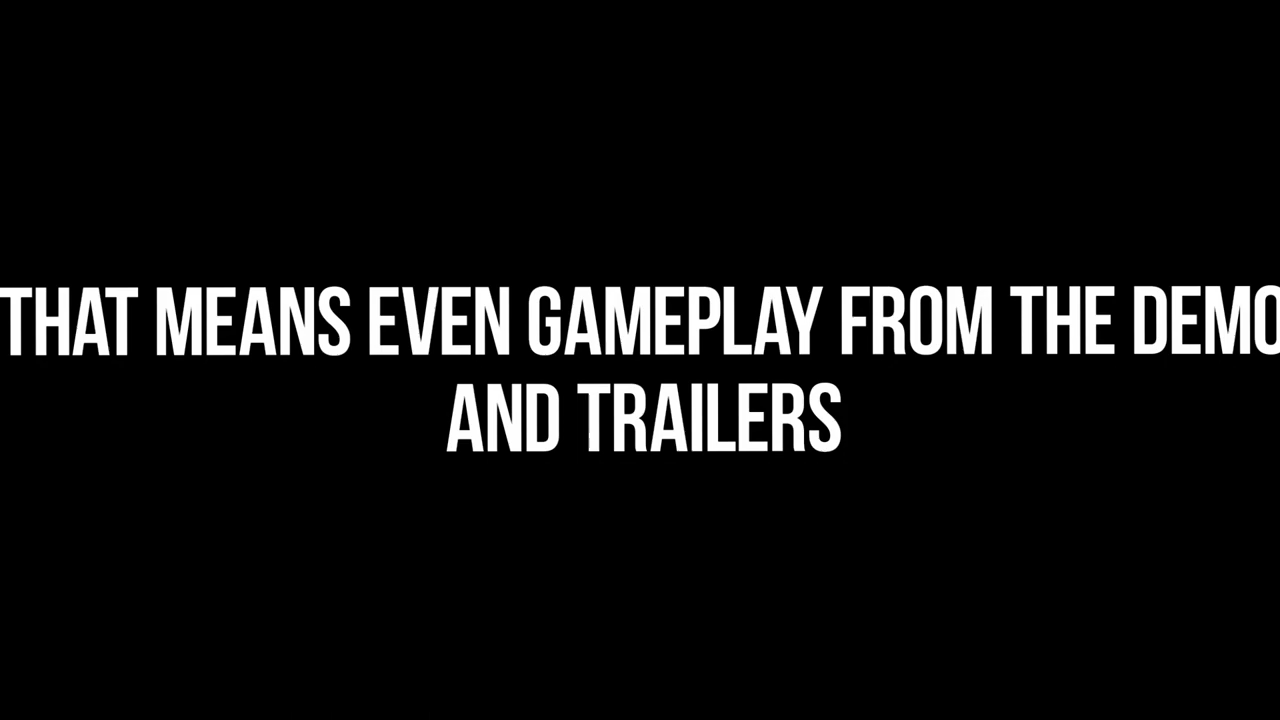 THAT MEANS EVEN GAMEPLAY FROM THE DEMO
AND TRAILERS